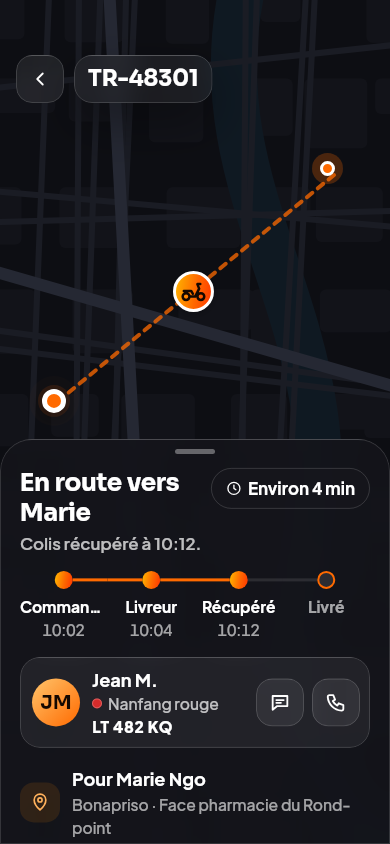 TR-48301
En route vers
Marie
Environ 4 min
Colis récupéré à 10:12.
Comman... Livreur Récupéré Livré
10:02 10:04 10:12
JM
Jean M.
Nanfang rouge
LT 482 KQ
Pour Marie Ngo
Bonapriso · Face pharmacie du Rond-
point